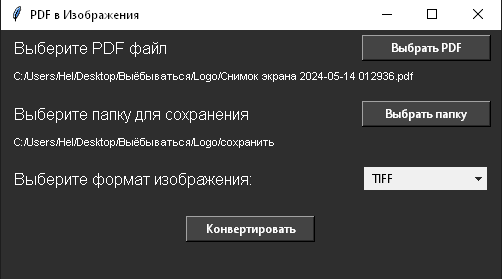 PDF в Изображения
Выберите PDF файл
Выбрать PDF
C:/Users/Hel/Desktop/Выёбываться/Logo/Снимок экрана 2024-05-14 012936.pdf
Выберите папку для сохранения
Выбрать папку
C:/Users/Hel/Desktop/Выёбываться/Logo/сохранить
Выберите формат изображения:
TIFF
Конвертировать